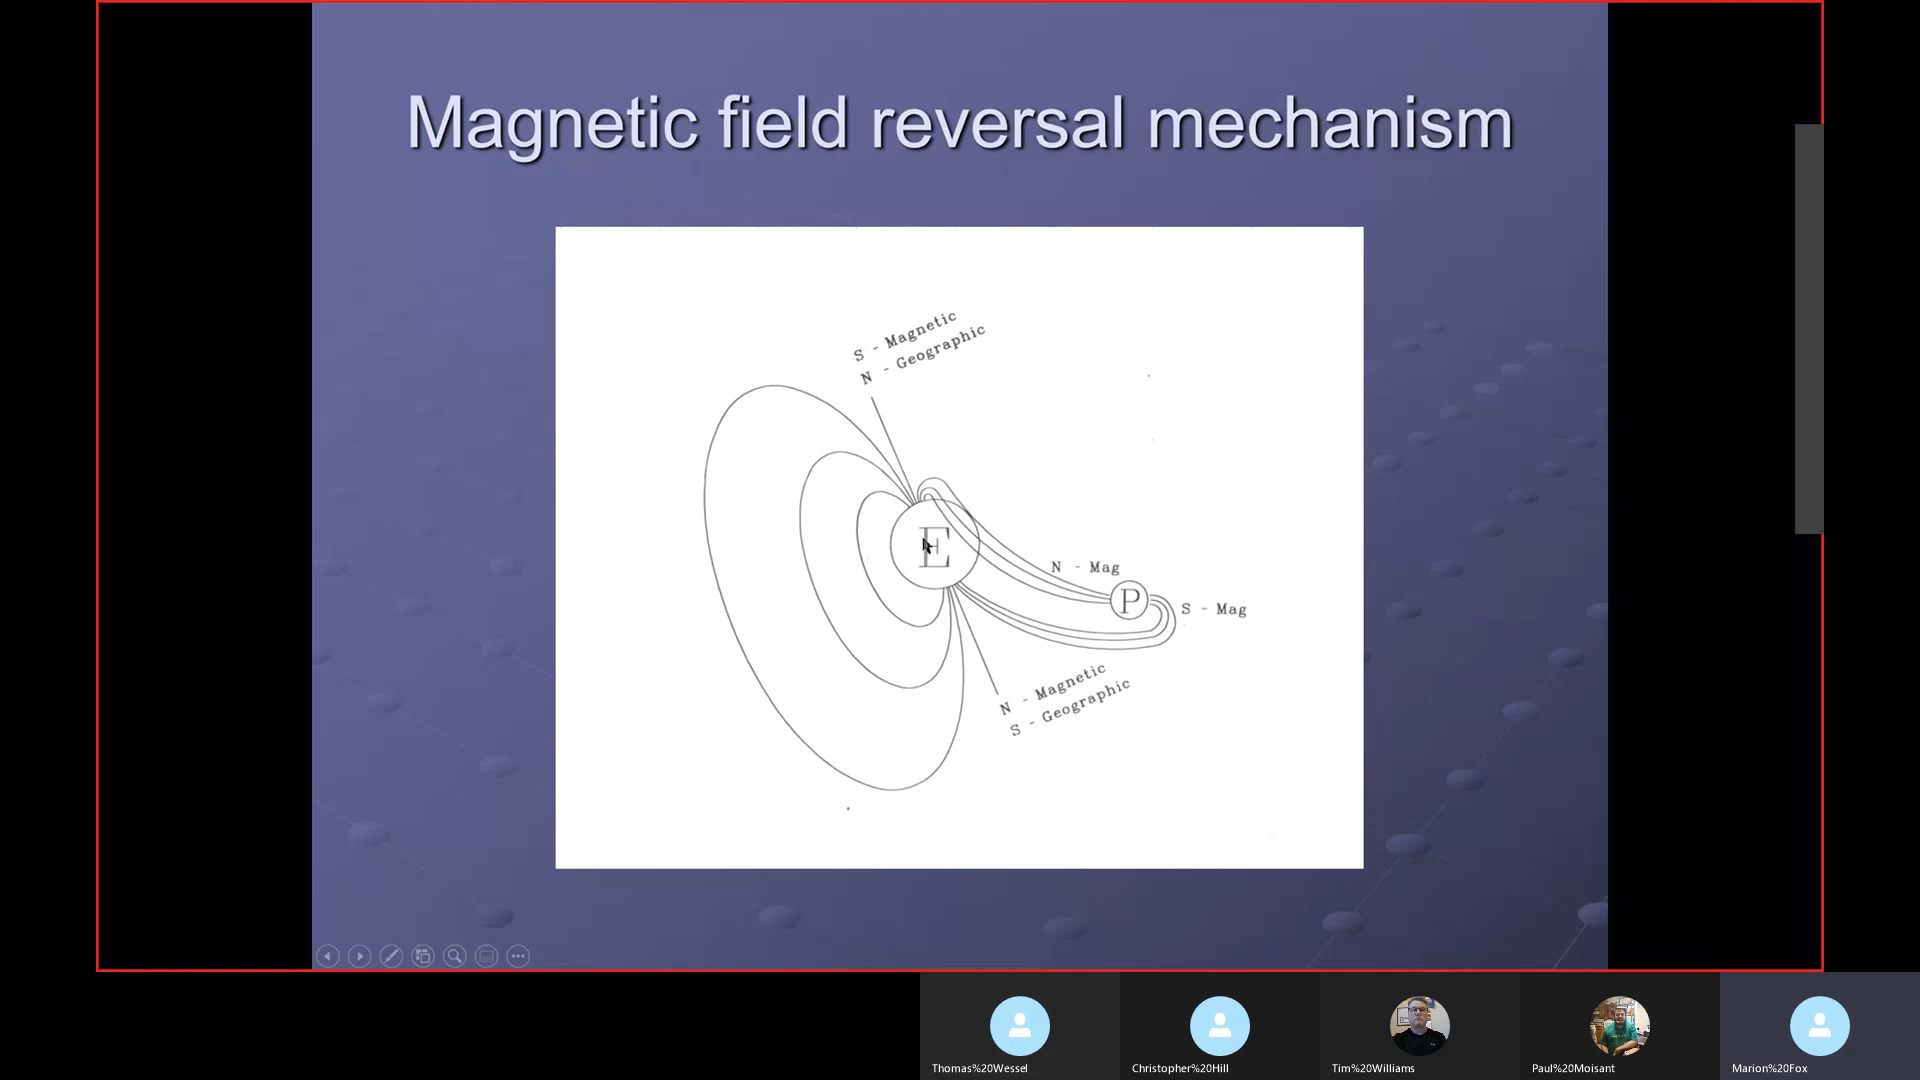 Magnetic field reversal mechanism
S - Magnetic
N - Geographic
E
N - Mag
P
S - Mag
N - Magnetic
S - Geographic
Thomas%20Wessel
Christopher%20Hill
Tim%20Williams
Paul%20Moisant
Marion%20Fox